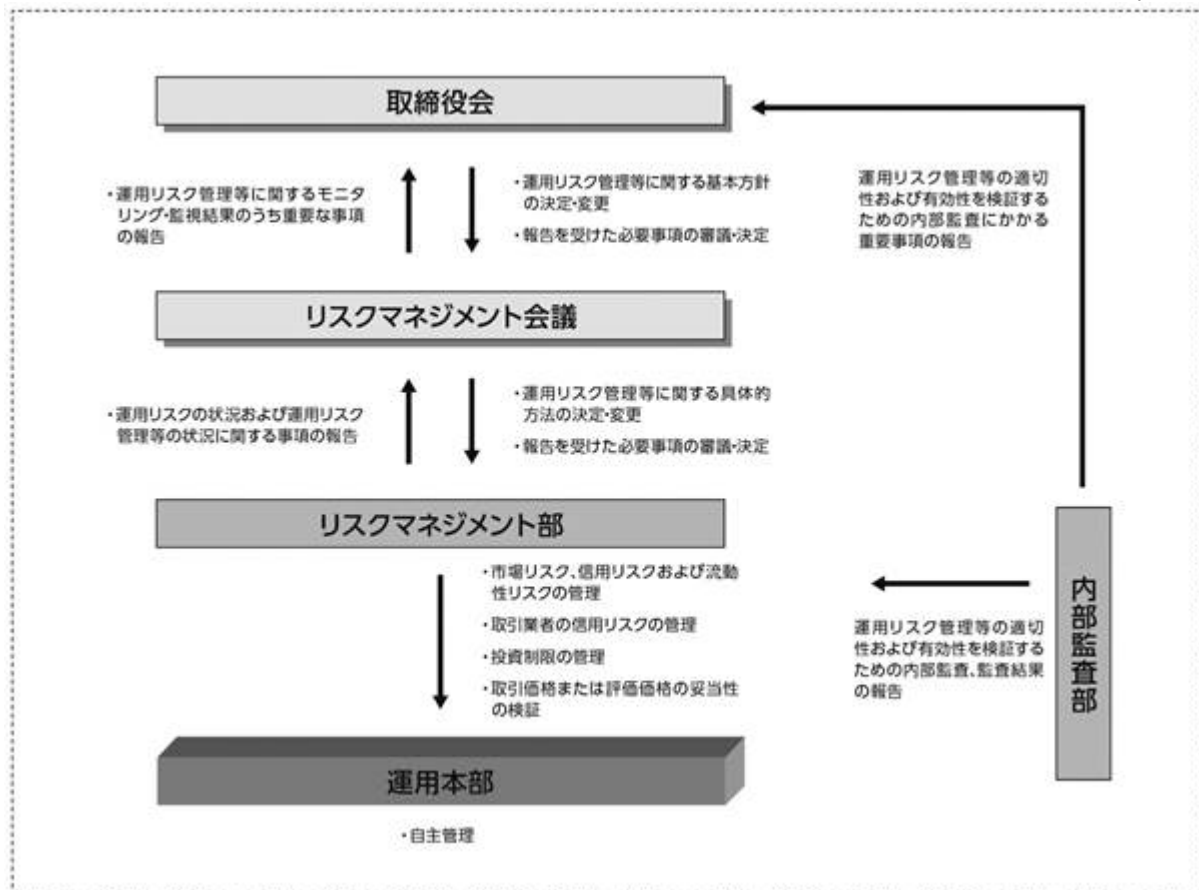 取締役会
・運用リスク管理等に関するモニタ
リング・監視結果のうち重要な事項
の報告
・運用リスク管理等に関する基本方針
の決定・変更
・報告を受けた必要事項の審議・決定
運用リスク管理等の適切
性および有効性を検証する
ための内部監査にかかる
重要事項の報告
リスクマネジメント会議
・運用リスクの状況および運用リスク
管理等の状況に関する事項の報告
・運用リスク管理等に関する具体的
方法の決定・変更
・報告を受けた必要事項の審議・決定
リスクマネジメント部
・市場リスク、信用リスクおよび流動
性リスクの管理
・取引業者の信用リスクの管理
・投資制限の管理
・取引価格または評価価格の妥当性
の検証
運用リスク管理等の適切
性および有効性を検証する
ための内部監査、監査結果
の報告
内部監査部
運用本部
・自主管理